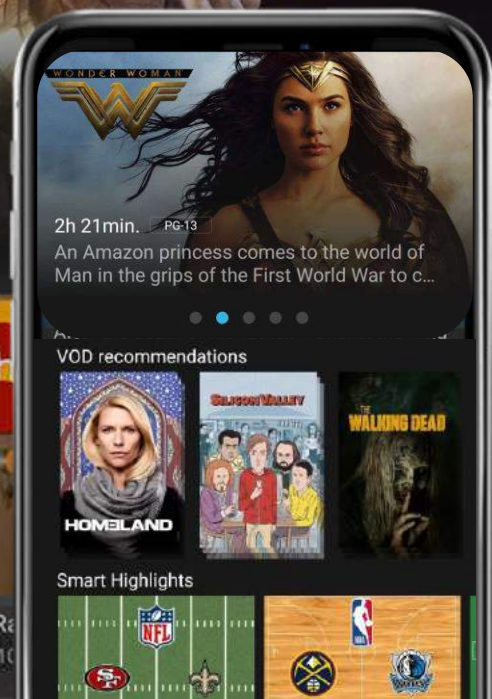 WONDER WOMAN
2h 21min. PG-13
An Amazon princess comes to the world of
Man in the grips of the First World War to c...
VOD recommendations
HOMELAND
SILICON VALLEY
THE
WALKING DEAD
Smart Highlights
NFL
SF
NBA